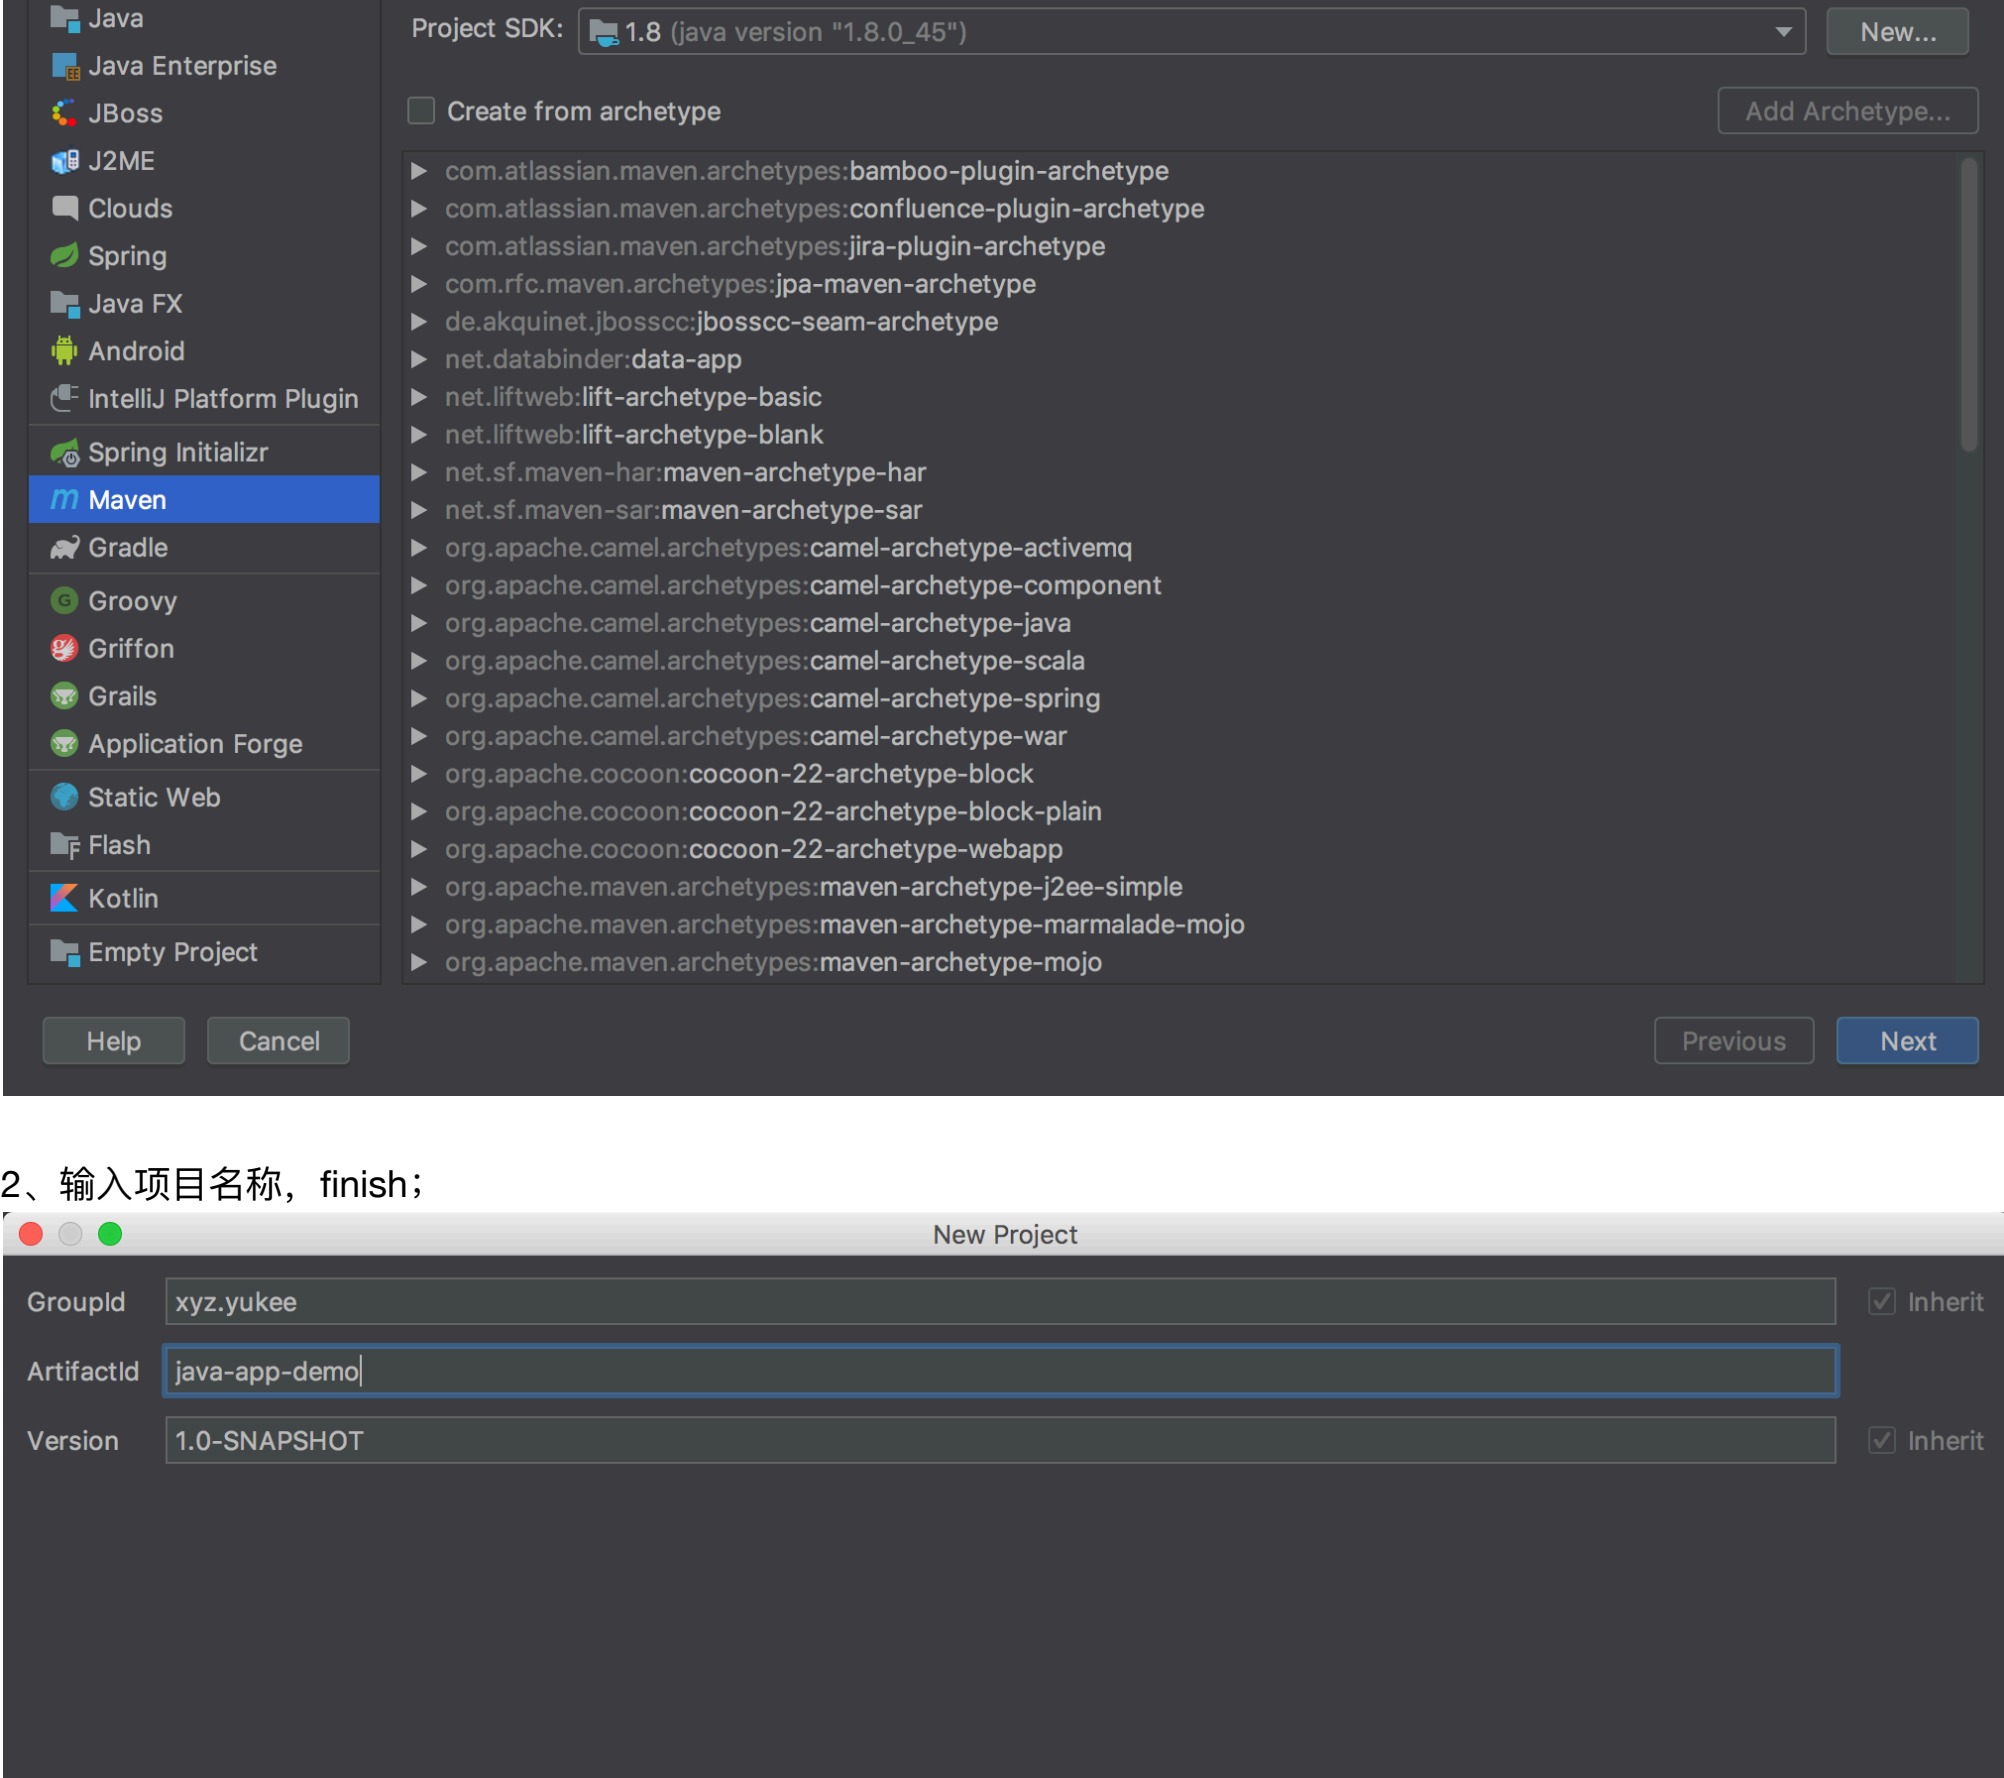 Java
Java Enterprise
JBoss
J2ME
Clouds
Spring
Java FX
Android
IntelliJ Platform Plugin
Spring Initializr
Maven
Gradle
Groovy
Griffon
Grails
Application Forge
Static Web
Flash
Kotlin
Empty Project
Project SDK: 1.8 (java version "1.8.0_45") New...
Create from archetype Add Archetype...
com.atlassian.maven.archetypes:bamboo-plugin-archetype
com.atlassian.maven.archetypes:confluence-plugin-archetype
com.atlassian.maven.archetypes:jira-plugin-archetype
com.rfc.maven.archetypes:jpa-maven-archetype
de.akquinet.jbosscc:jbosscc-seam-archetype
net.databinder:data-app
net.liftweb:lift-archetype-basic
net.liftweb:lift-archetype-blank
net.sf.maven-har:maven-archetype-har
net.sf.maven-sar:maven-archetype-sar
org.apache.camel.archetypes:camel-archetype-activemq
org.apache.camel.archetypes:camel-archetype-component
org.apache.camel.archetypes:camel-archetype-java
org.apache.camel.archetypes:camel-archetype-scala
org.apache.camel.archetypes:camel-archetype-spring
org.apache.camel.archetypes:camel-archetype-war
org.apache.cocoon:cocoon-22-archetype-block
org.apache.cocoon:cocoon-22-archetype-block-plain
org.apache.cocoon:cocoon-22-archetype-webapp
org.apache.maven.archetypes:maven-archetype-j2ee-simple
org.apache.maven.archetypes:maven-archetype-marmalade-mojo
org.apache.maven.archetypes:maven-archetype-mojo
Help Cancel Previous Next
2、输入项目名称，finish；
New Project
GroupId xyz.yukee Inherit
ArtifactId java-app-demo
Version 1.0-SNAPSHOT Inherit